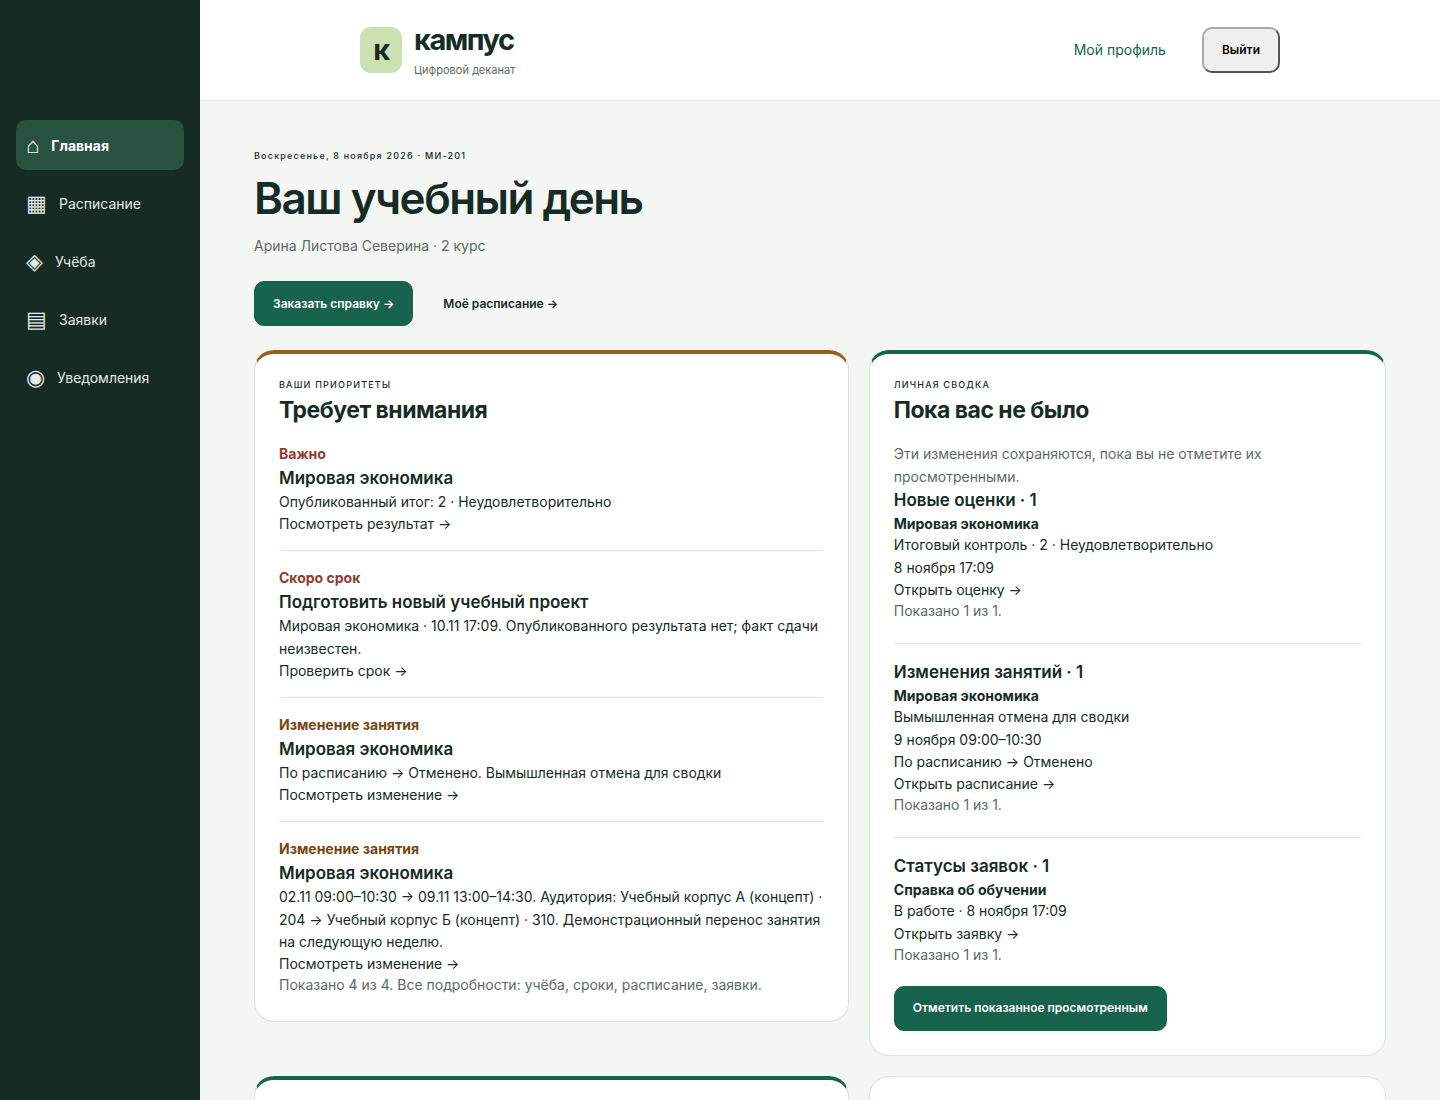 к
кампус
Цифровой деканат
Мой профиль
Выйти
Главная
Расписание
Учёба
Заявки
Уведомления
Воскресенье, 8 ноября 2026 · МИ-201
Ваш учебный день
Арина Листова Северина · 2 курс
Заказать справку →
Моё расписание →
ВАШИ ПРИОРИТЕТЫ
Требует внимания
Важно
Мировая экономика
Опубликованный итог: 2 · Неудовлетворительно
Посмотреть результат →
Скоро срок
Подготовить новый учебный проект
Мировая экономика · 10.11 17:09. Опубликованного результата нет; факт сдачи
неизвестен.
Проверить срок →
Изменение занятия
Мировая экономика
По расписанию → Отменено. Вымышленная отмена для сводки
Посмотреть изменение →
Изменение занятия
Мировая экономика
02.11 09:00–10:30 → 09.11 13:00–14:30. Аудитория: Учебный корпус А (концепт) ·
204 → Учебный корпус Б (концепт) · 310. Демонстрационный перенос занятия
на следующую неделю.
Посмотреть изменение →
Показано 4 из 4. Все подробности: учёба, сроки, расписание, заявки.
ЛИЧНАЯ СВОДКА
Пока вас не было
Эти изменения сохраняются, пока вы не отметите их
просмотренными.
Новые оценки · 1
Мировая экономика
Итоговый контроль · 2 · Неудовлетворительно
8 ноября 17:09
Открыть оценку →
Показано 1 из 1.
Изменения занятий · 1
Мировая экономика
Вымышленная отмена для сводки
9 ноября 09:00–10:30
По расписанию → Отменено
Открыть расписание →
Показано 1 из 1.
Статусы заявок · 1
Справка об обучении
В работе · 8 ноября 17:09
Открыть заявку →
Показано 1 из 1.
Отметить показанное просмотренным